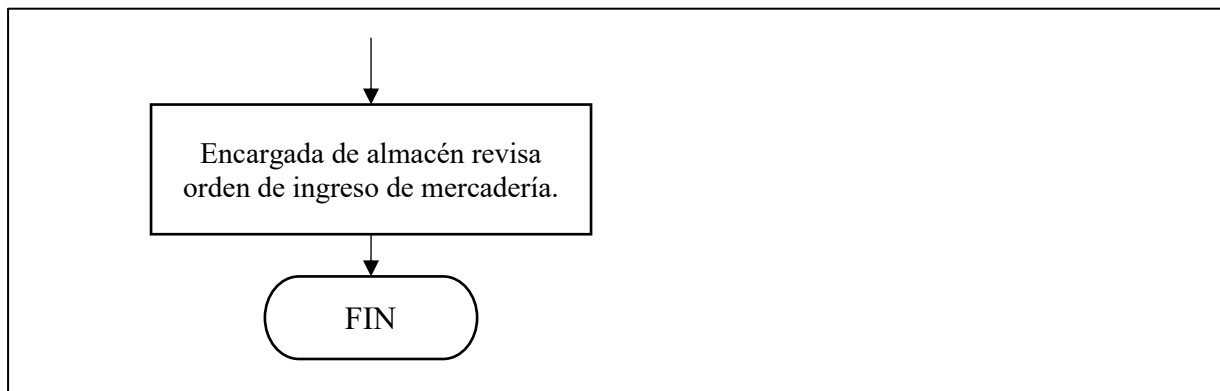 Encargada de almacén revisa
orden de ingreso de mercadería.
FIN